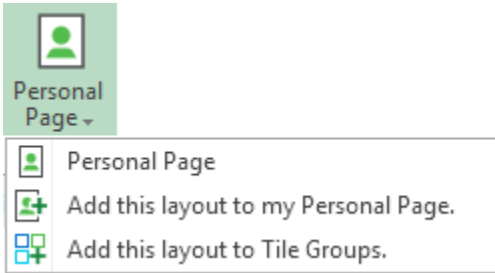 Personal
Page
Personal Page
Add this layout to my Personal Page.
Add this layout to Tile Groups.